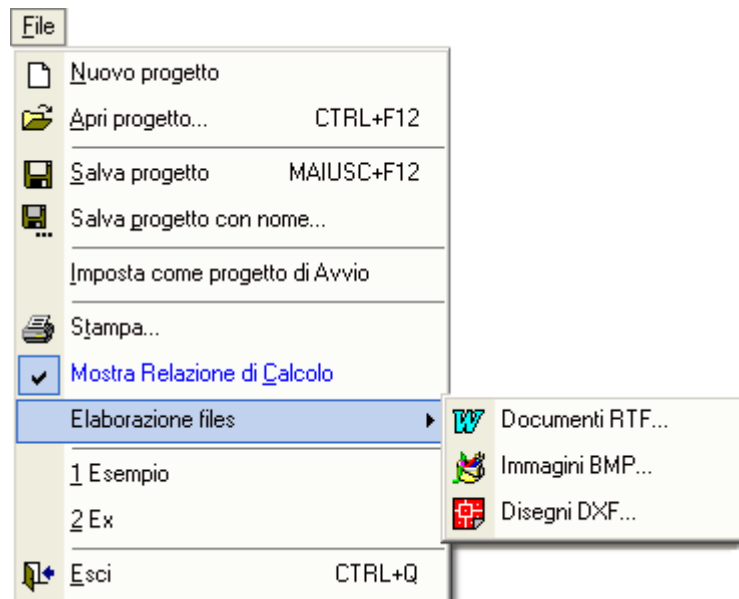 File
Nuovo progetto
Apri progetto... CTRL+F12
Salva progetto MAIUSC+F12
Salva progetto con nome...
Imposta come progetto di Avvio
Stampa...
Mostra Relazione di Calcolo
Elaborazione files
Documenti RTF...
Immagini BMP...
Disegni DXF...
1 Esempio
2 Ex
Esci CTRL+Q